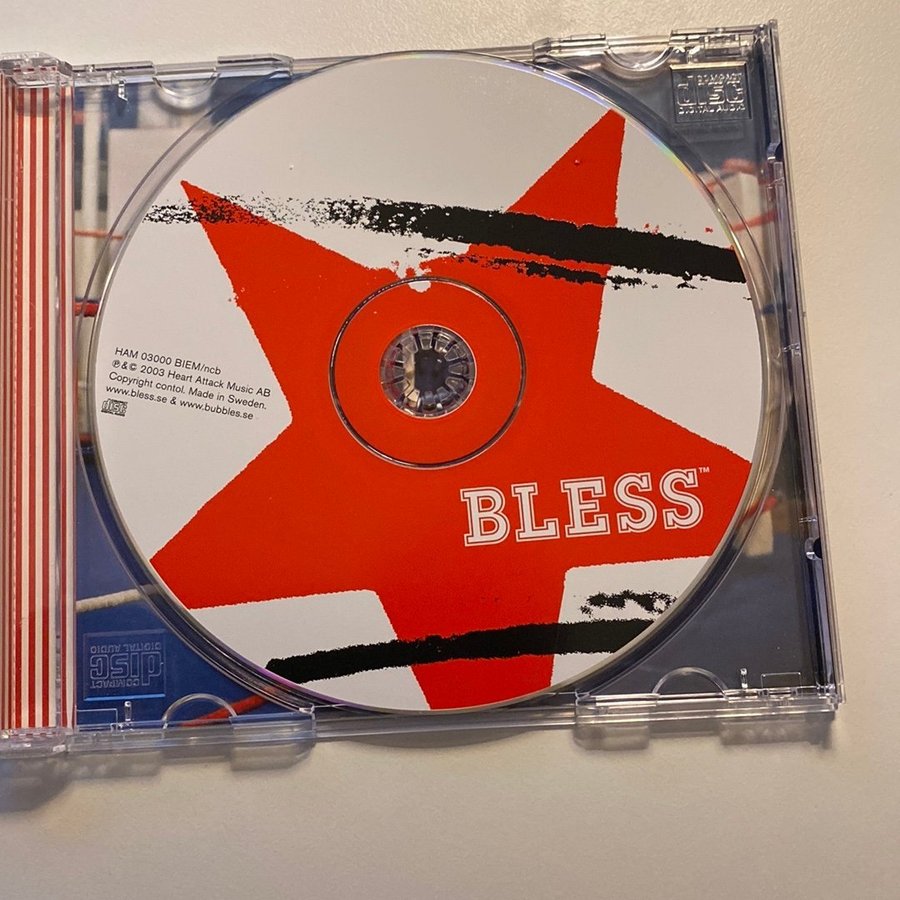 COMPACT
DISC
DIGITAL AUDIO
HAM 03000 BIEM/ncb
℗&© 2003 Heart Attack Music AB
Copyright contol. Made in Sweden.
www.bless.se & www.bubbles.se
disc
BLESS™
COMPACT
DISC
DIGITAL AUDIO